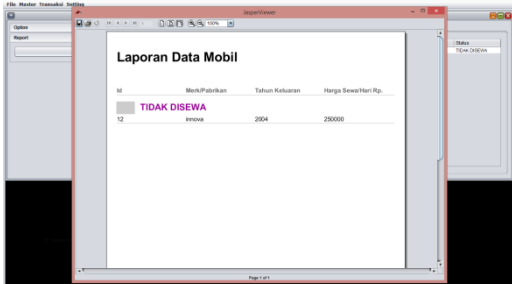 File Master Transaksi Setting
JasperViewer
Option
Report
100%
Status
TIDAK DISEWA
Laporan Data Mobil
Id Merk/Pabrikan Tahun Keluaran Harga Sewa/Hari Rp.
TIDAK DISEWA
12 innova 2004 250000
Page 1 of 1